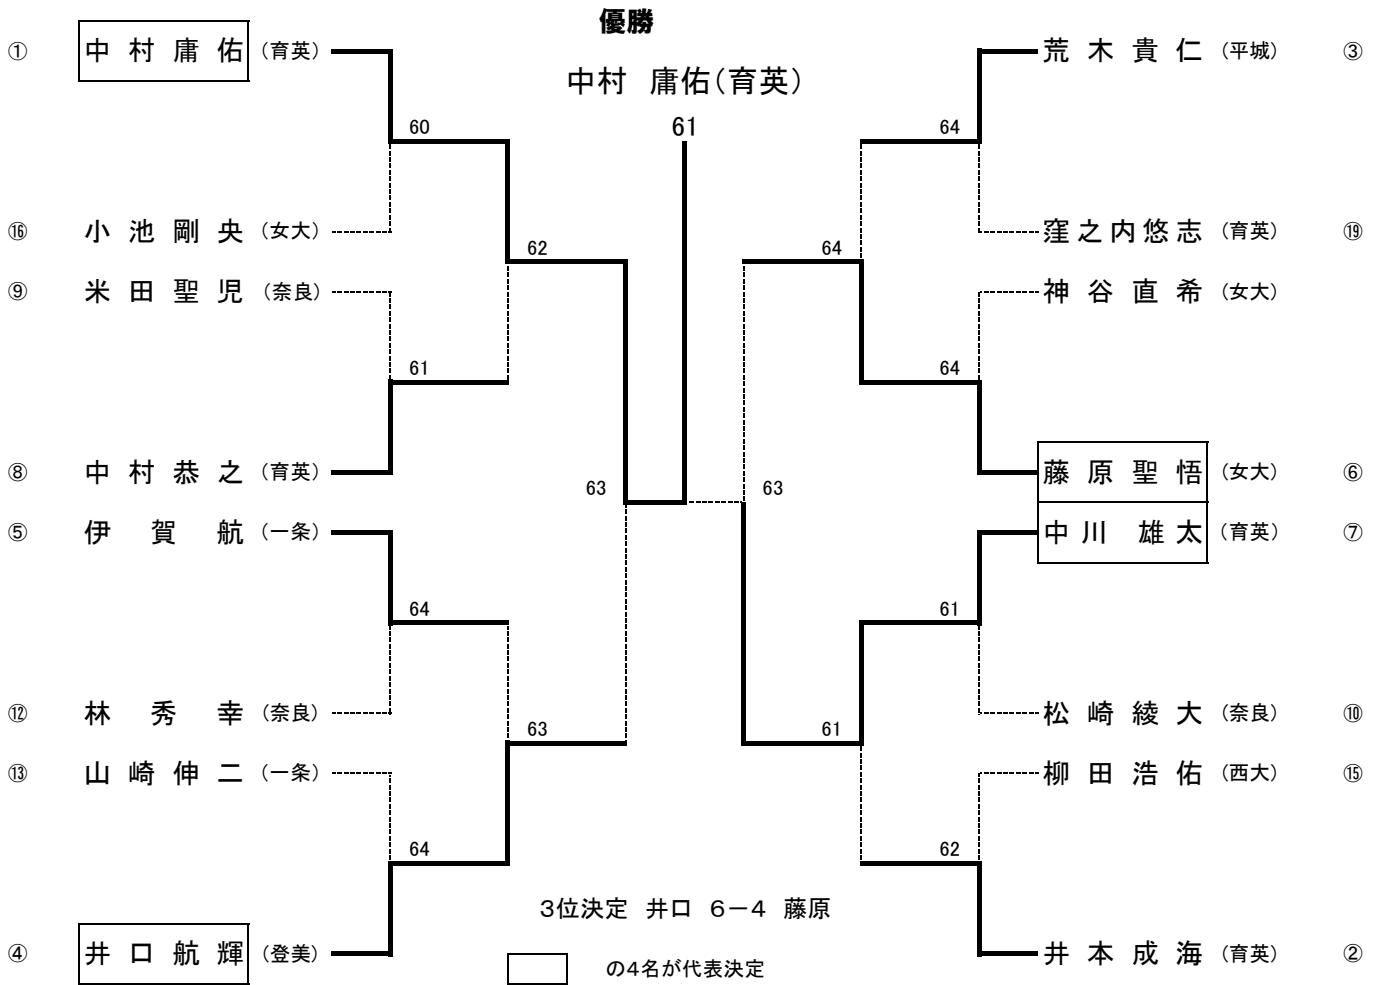 優勝
中村 庸佑(育英)
61
① 中村庸佑 (育英)
60
⑯ 小池剛央 (女大)
62
⑨ 米田聖児 (奈良)
61
⑧ 中村恭之 (育英)
63
⑤ 伊賀航 (一条)
64
⑫ 林秀幸 (奈良)
63
⑬ 山崎伸二 (一条)
64
④ 井口航輝 (登美)
荒木貴仁 (平城) ③
64
窪之内悠志 (育英) ⑲
64
神谷直希 (女大)
64
藤原聖悟 (女大) ⑥
63
中川雄太 (育英) ⑦
61
松崎綾大 (奈良) ⑩
61
柳田浩佑 (西大) ⑮
62
井本成海 (育英) ②
3位決定 井口 6-4 藤原
の4名が代表決定